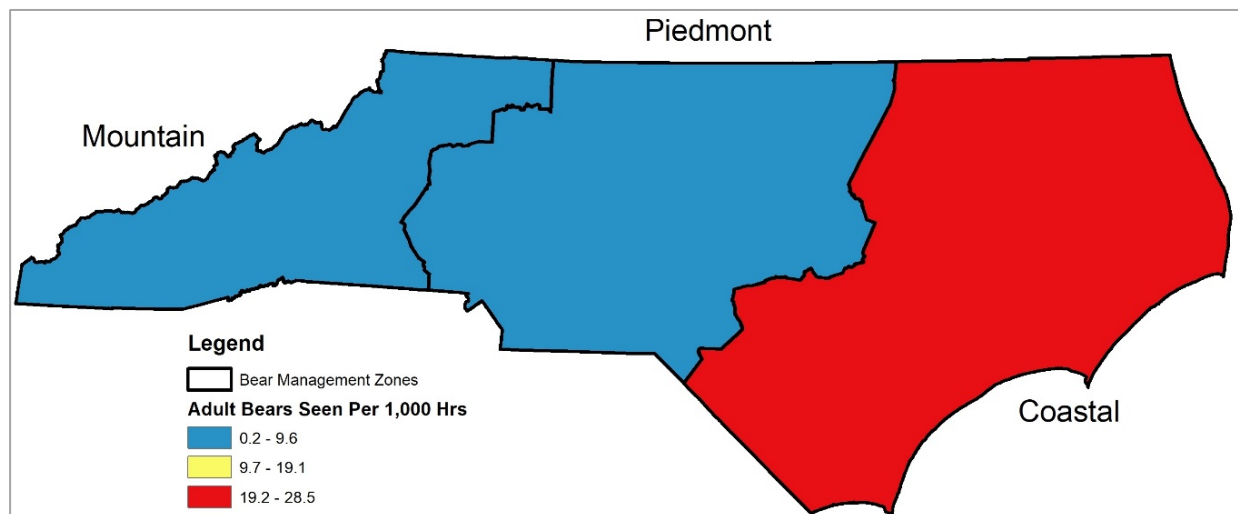 Piedmont
Mountain
Coastal
Legend
Bear Management Zones
Adult Bears Seen Per 1,000 Hrs
0.2 - 9.6
9.7 - 19.1
19.2 - 28.5